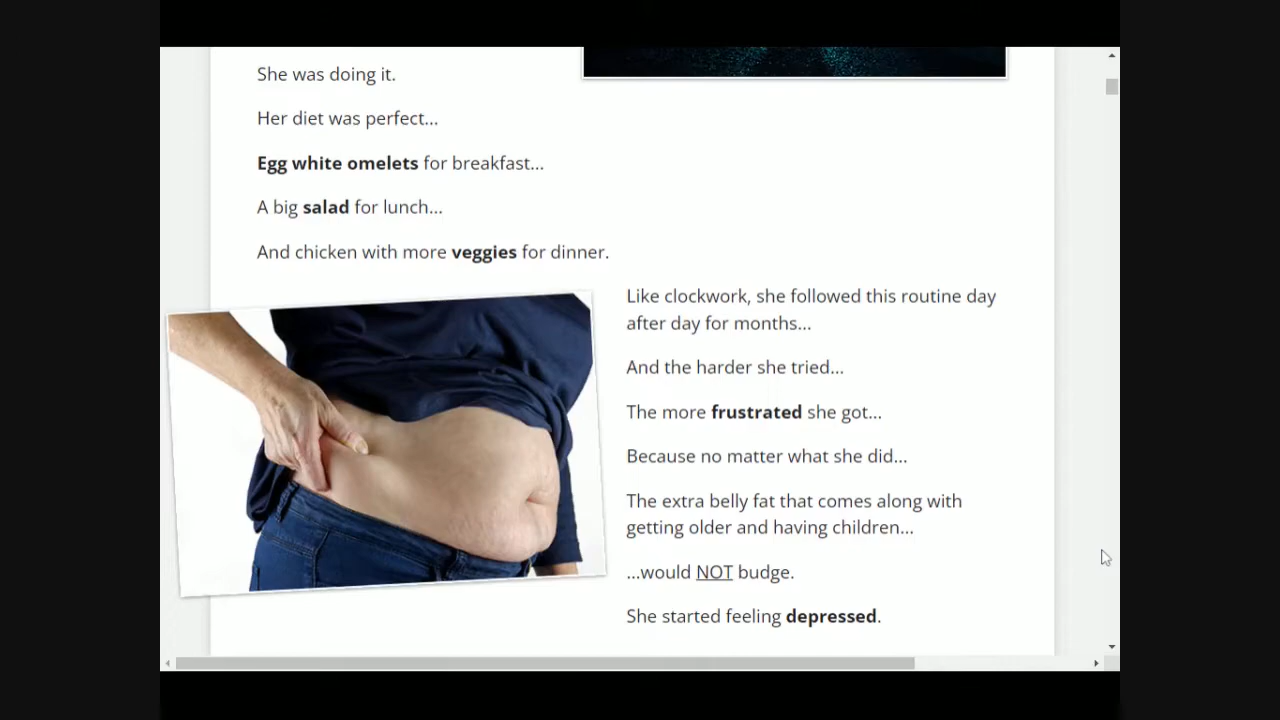 She was doing it.
Her diet was perfect...
Egg white omelets for breakfast...
A big salad for lunch...
And chicken with more veggies for dinner.
Like clockwork, she followed this routine day
after day for months...
And the harder she tried...
The more frustrated she got...
Because no matter what she did...
The extra belly fat that comes along with
getting older and having children...
...would NOT budge.
She started feeling depressed.